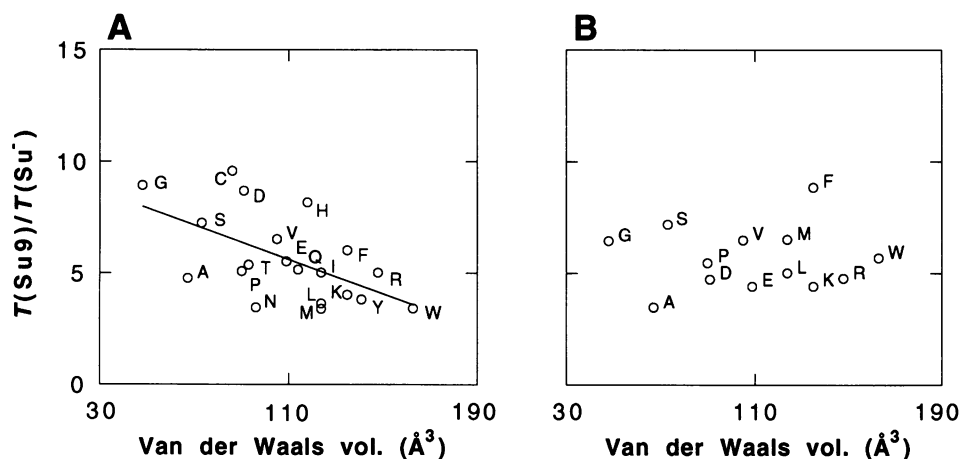 A
B
15
10
5
0
T(Su9)/T(Su⁻)
G
C
D
H
S
V
E
Q
F
A
T
I
R
P
N
L
K
M
Y
W
30 110 190
Van der Waals vol. (Å³)
F
S
G
V
M
P
W
D
L
E
K
R
A
30 110 190
Van der Waals vol. (Å³)